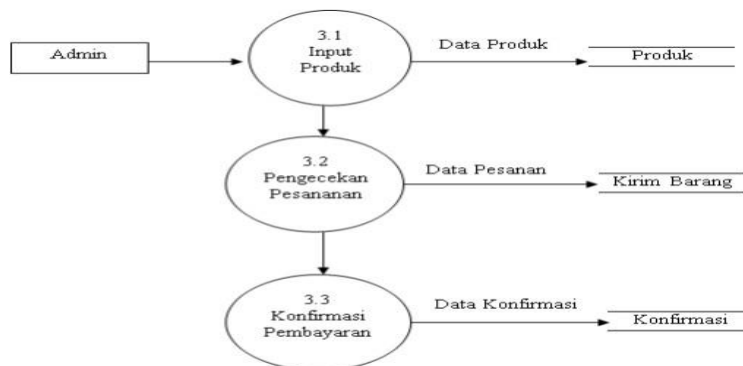 Admin
3.1
Input
Produk
Data Produk
Produk
3.2
Pengecekan
Pesananan
Data Pesanan
Kirim Barang
3.3
Konfirmasi
Pembayaran
Data Konfirmasi
Konfirmasi